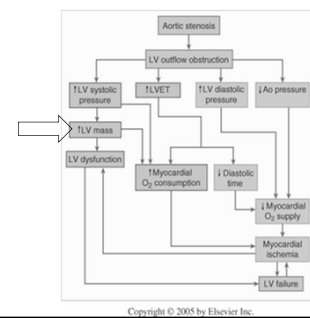 Aortic stenosis
LV outflow obstruction
↑LV systolic
pressure
↑LVET
↑LV diastolic
pressure
↓Ao pressure
↑LV mass
LV dysfunction
↑Myocardial
O₂ consumption
↓Diastolic
time
↓Myocardial
O₂ supply
Myocardial
ischemia
LV failure
Copyright © 2005 by Elsevier Inc.